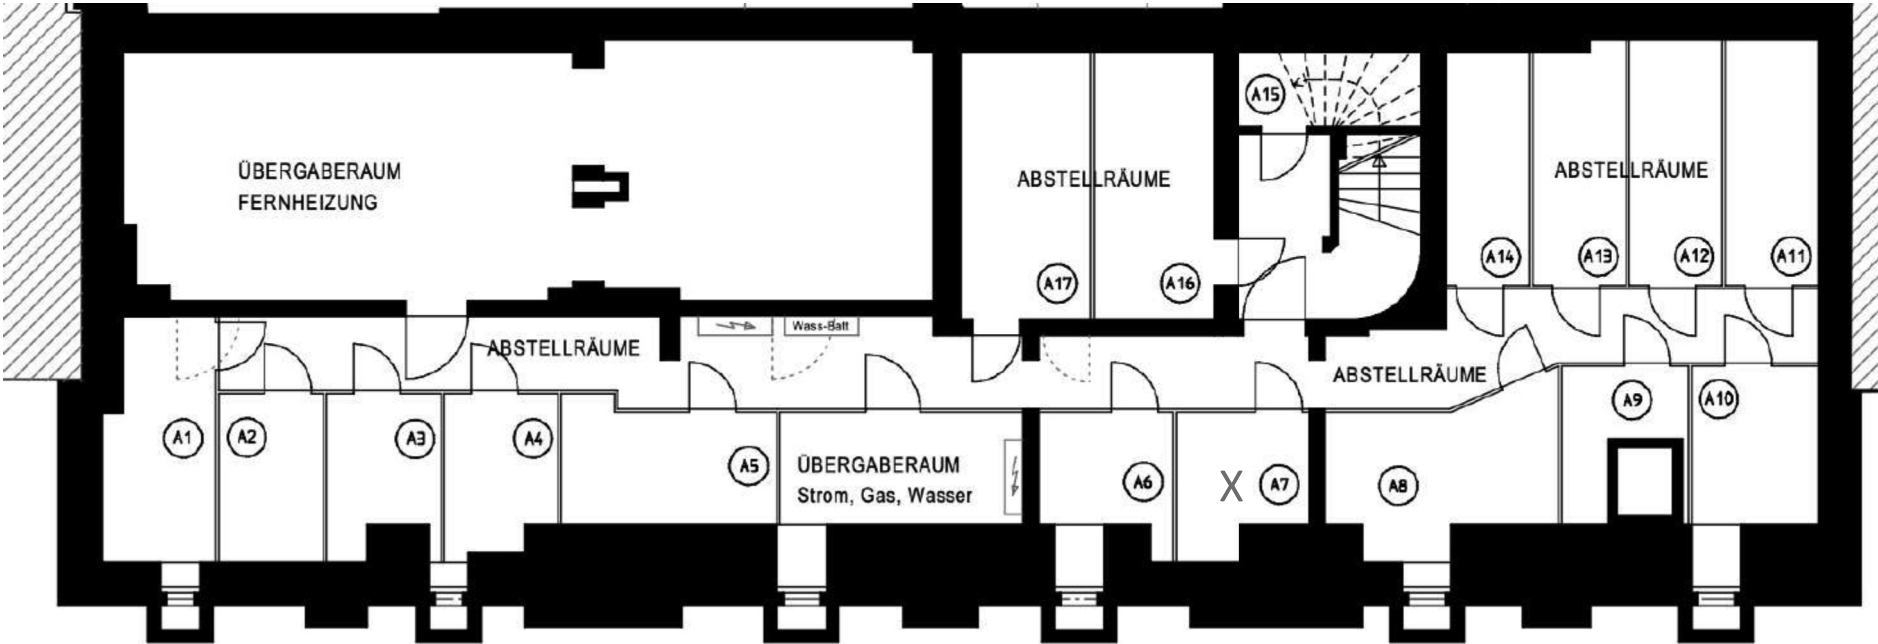 A15
ÜBERGABERAUM
FERNHEIZUNG
ABSTELLRÄUME
ABSTELLRÄUME
A17
A16
A14
A13
A12
A11
Wass-Batt
ABSTELLRÄUME
ABSTELLRÄUME
A1
A2
A3
A4
A5
ÜBERGABERAUM
Strom, Gas, Wasser
A6
X
A7
A8
A9
A10